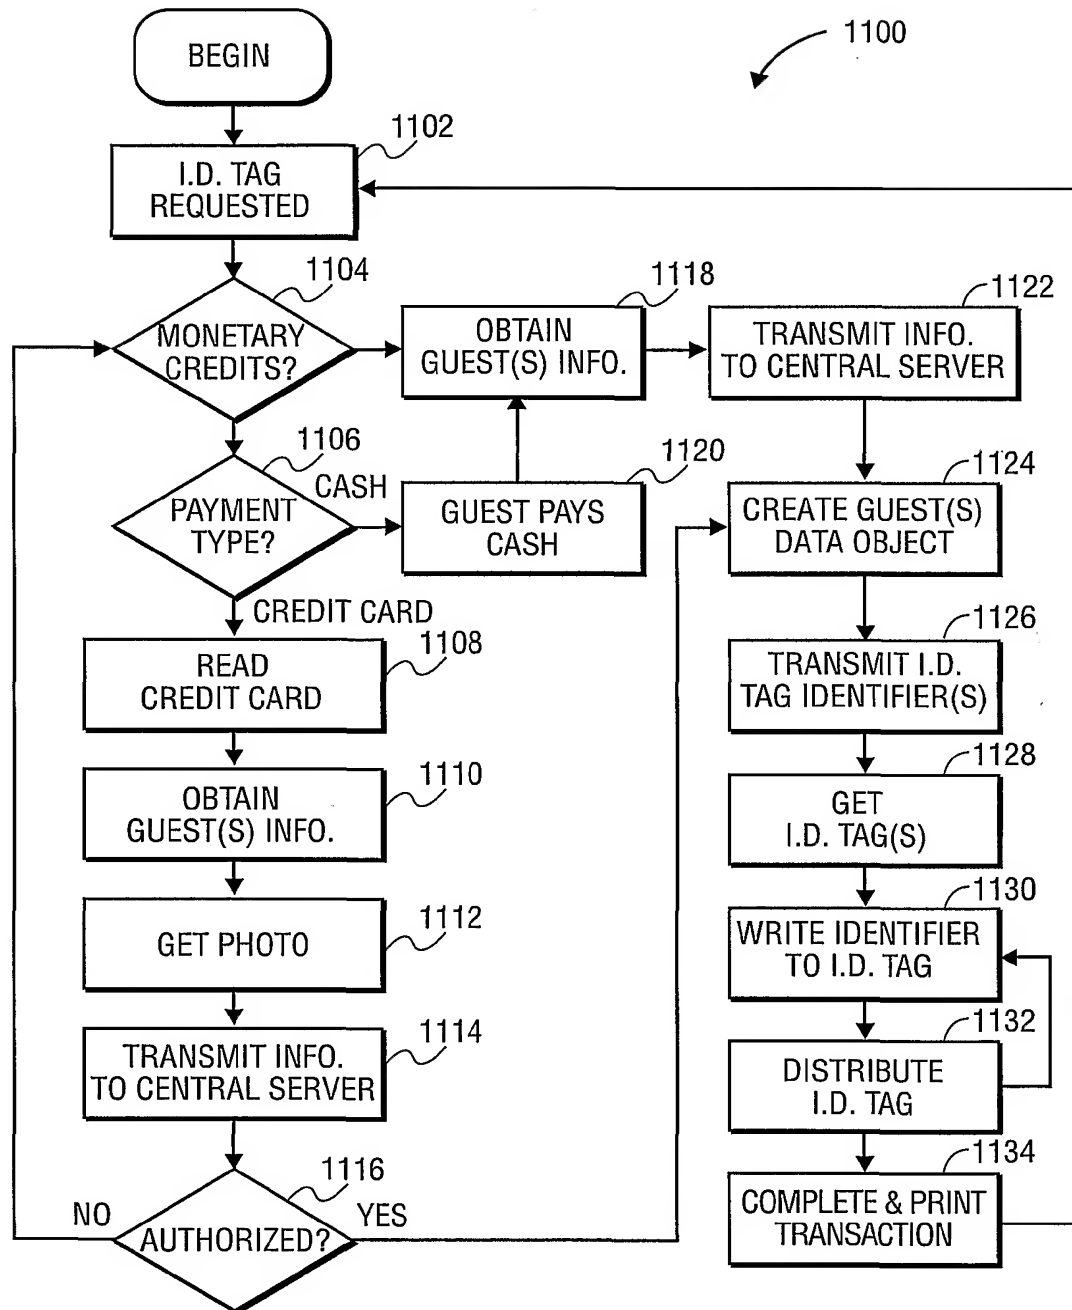 BEGIN
1100
1102
I.D. TAG
REQUESTED
1104
MONETARY
CREDITS?
1118
OBTAIN
GUEST(S) INFO.
1122
TRANSMIT INFO.
TO CENTRAL SERVER
1106
PAYMENT
TYPE?
CASH
1120
GUEST PAYS
CASH
1124
CREATE GUEST(S)
DATA OBJECT
CREDIT CARD
1108
READ
CREDIT CARD
1126
TRANSMIT I.D.
TAG IDENTIFIER(S)
1110
OBTAIN
GUEST(S) INFO.
1128
GET
I.D. TAG(S)
1112
GET PHOTO
1130
WRITE IDENTIFIER
TO I.D. TAG
1114
TRANSMIT INFO.
TO CENTRAL SERVER
1132
DISTRIBUTE
I.D. TAG
1116
AUTHORIZED?
NO
YES
1134
COMPLETE & PRINT
TRANSACTION